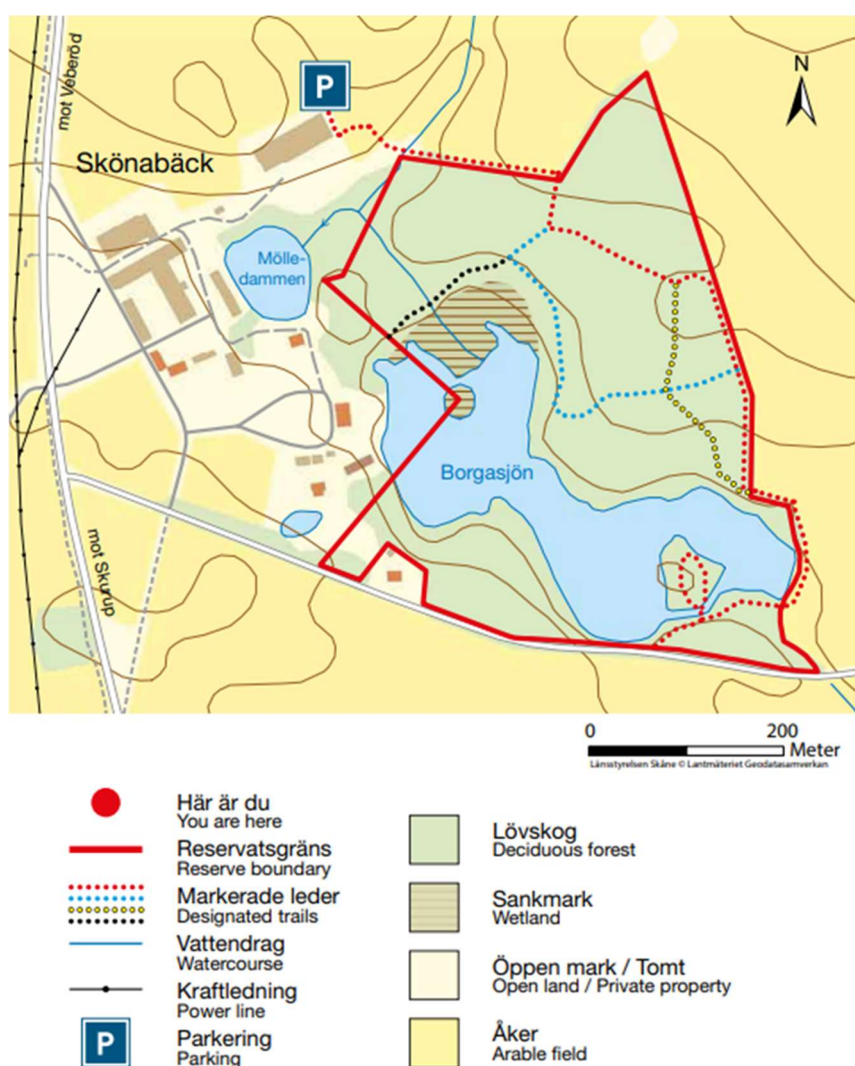 mot Veberöd
P
N
Skönabäck
Mölle-
dammen
Borgasjön
mot Skurup
0 200
Meter
Länsstyrelsen Skåne © Lantmäteriet Geodatasamverkan
Här är du
You are here
Reservatsgräns
Reserve boundary
Markerade leder
Designated trails
Vattendrag
Watercourse
Kraftledning
Power line
P
Parkering
Parking
Lövskog
Deciduous forest
Sankmark
Wetland
Öppen mark / Tomt
Open land / Private property
Åker
Arable field